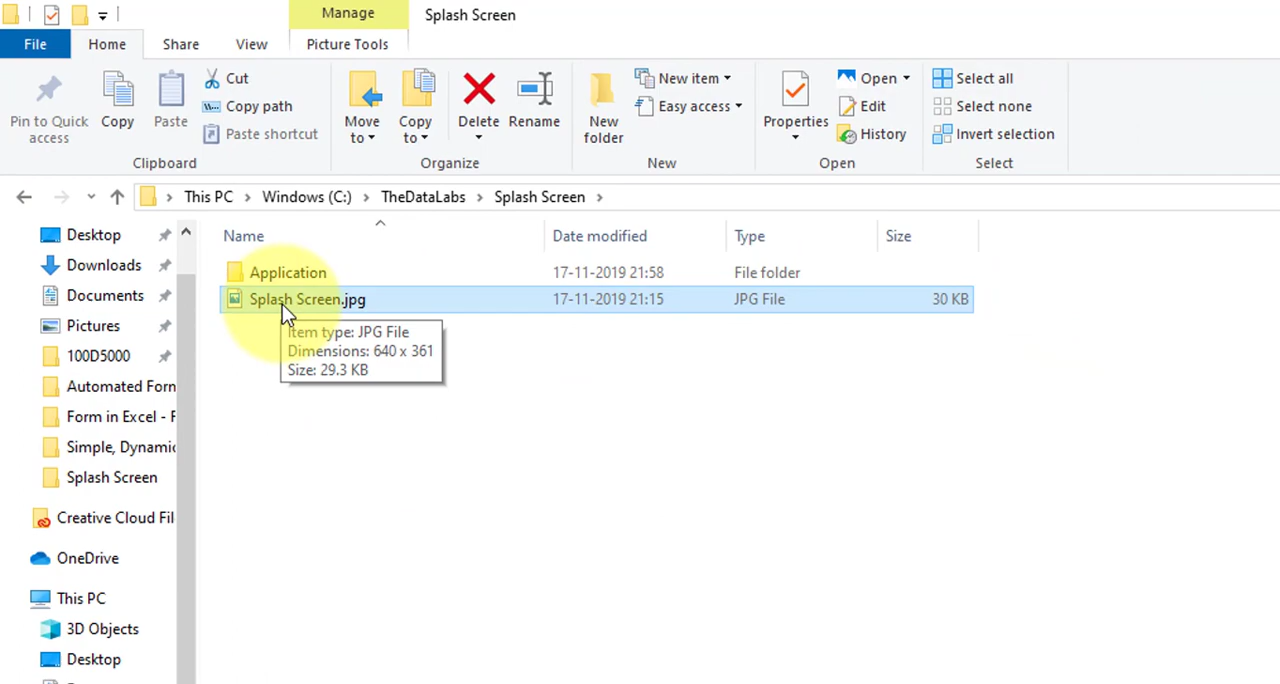 Manage
Splash Screen
File
Home
Share
View
Picture Tools
Pin to Quick access
Copy
Paste
Cut
Copy path
Paste shortcut
Clipboard
Move to
Copy to
Delete
Rename
Organize
New folder
New item
Easy access
New
Properties
Open
Edit
History
Open
Select all
Select none
Invert selection
Select
This PC
Windows (C:)
TheDataLabs
Splash Screen
Name
Date modified
Type
Size
Application
17-11-2019 21:58
File folder
Splash Screen.jpg
17-11-2019 21:15
JPG File
30 KB
Item type: JPG File
Dimensions: 640 x 361
Size: 29.3 KB
Desktop
Downloads
Documents
Pictures
100D5000
Automated Forn
Form in Excel - F
Simple, Dynamic
Splash Screen
Creative Cloud Fil
OneDrive
This PC
3D Objects
Desktop